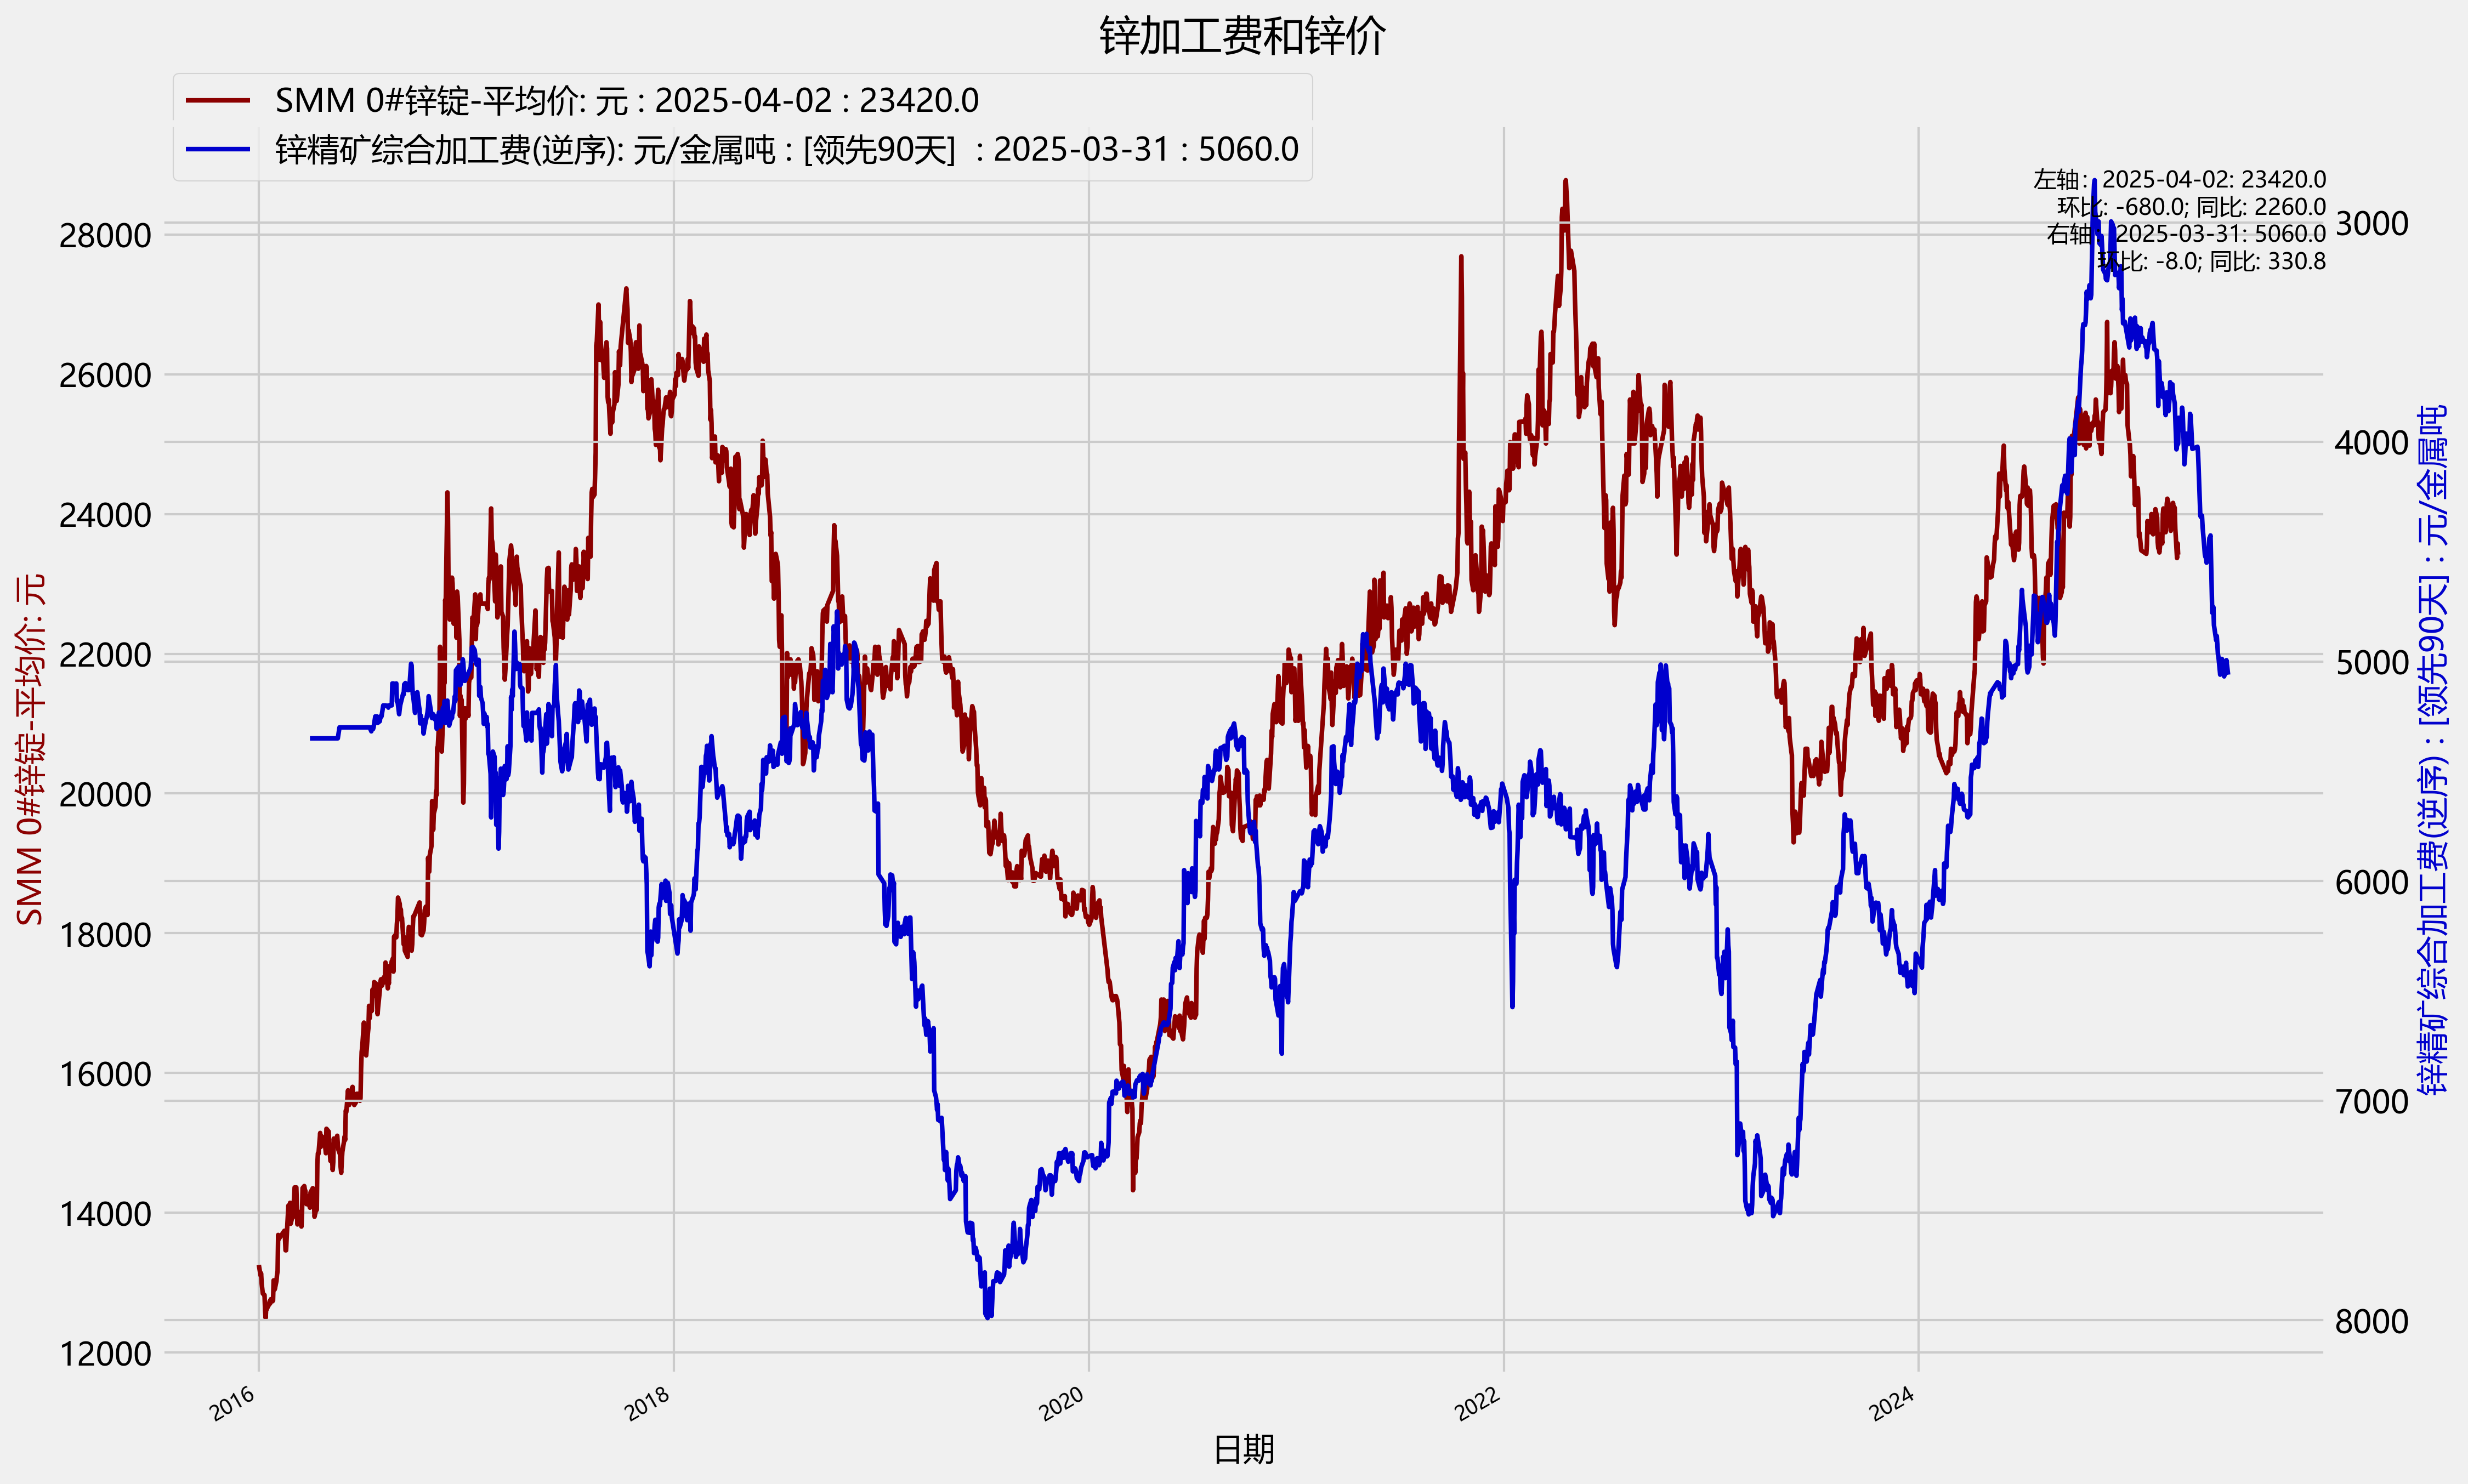 锌加工费和锌价
SMM 0#锌锭-平均价: 元 : 2025-04-02 : 23420.0
锌精矿综合加工费(逆序): 元/金属吨 : [领先90天]  : 2025-03-31 : 5060.0
左轴: 2025-04-02: 23420.0
环比: -680.0; 同比: 2260.0
右轴: 2025-03-31: 5060.0
环比: -8.0; 同比: 330.8
28000
26000
24000
22000
20000
18000
16000
14000
12000
SMM 0#锌锭-平均价: 元
3000
4000
5000
6000
7000
8000
锌精矿综合加工费(逆序) : [领先90天] : 元/金属吨
2016
2018
2020
2022
2024
日期